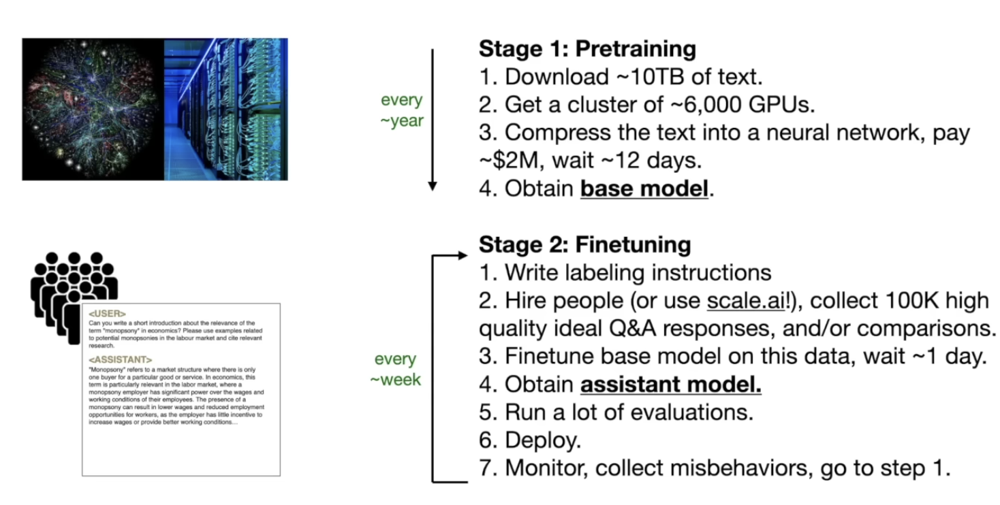 Stage 1: Pretraining
1. Download ~10TB of text.
2. Get a cluster of ~6,000 GPUs.
3. Compress the text into a neural network, pay
~$2M, wait ~12 days.
4. Obtain base model.
every
~year
Stage 2: Finetuning
1. Write labeling instructions
2. Hire people (or use scale.ai!), collect 100K high
quality ideal Q&A responses, and/or comparisons.
3. Finetune base model on this data, wait ~1 day.
4. Obtain assistant model.
5. Run a lot of evaluations.
6. Deploy.
7. Monitor, collect misbehaviors, go to step 1.
every
~week
<USER>
Can you write a short introduction about the relevance of the
term "monopsony" in economics? Please use examples related
to potential monopsonies in the labour market and cite relevant
research.
<ASSISTANT>
"Monopsony" refers to a market structure where there is only
one buyer for a particular good or service. In economics, this
term is particularly relevant in the labor market, where a
monopsony employer has significant power over the wages and
working conditions of their employees. The presence of a
monopsony can result in lower wages and reduced employment
opportunities for workers, as the employer has little incentive to
increase wages or provide better working conditions...